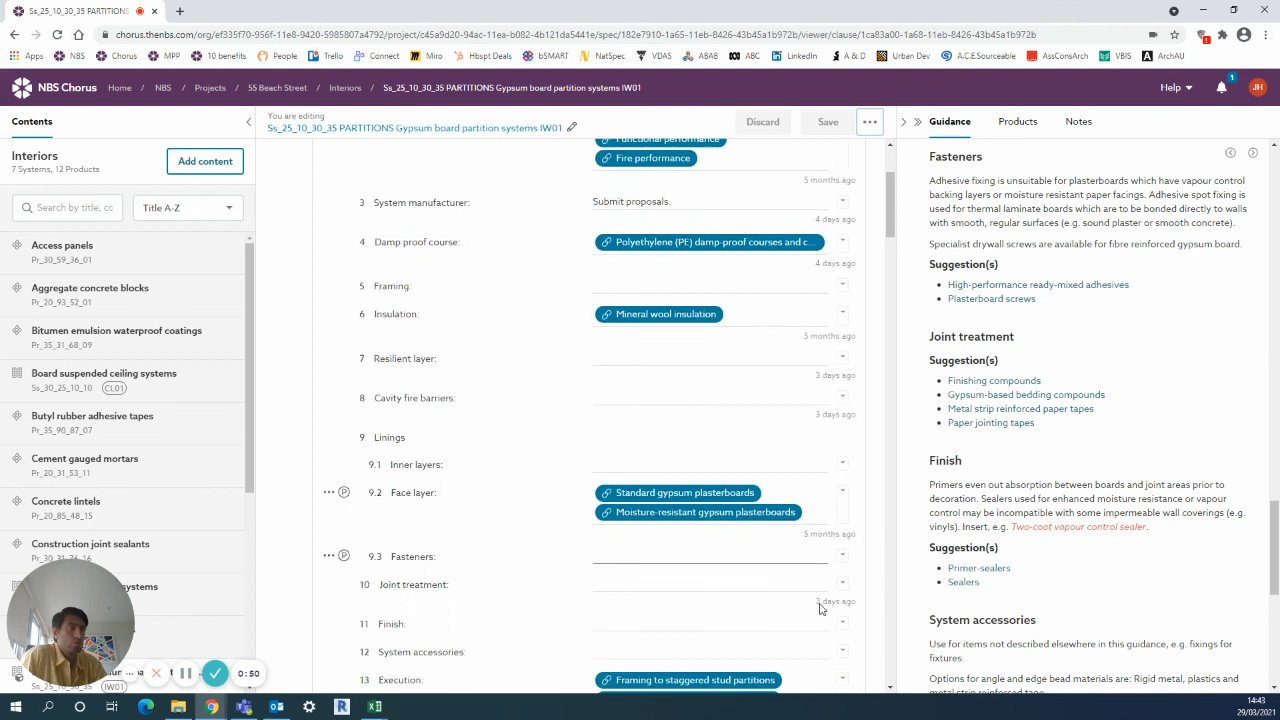 Ss_25_10_30_35 PARTITIONS
chorus.thenbs.com/org/ef335f70-956f-11e8-9420-5985807a4792/project/c45a9d20-94ec-11ea-b082-4b121da5441e/spec/182e7910-1a65-11eb-8426-43b45a1b972b/viewer/clause/1ca83a00-1a68-11eb-8426-43b45a1b972b
Apps NBS Chorus MPP 10 benefits People Trello Connect bSMART Hbspt Deals NatSpec VDAS ABAB ABC LinkedIn A & D Urban Dev A.C.E.Sourceable AssConsArch VBIS ArchAU
NBS Chorus Home NBS Projects 55 Beach Street Interiors Ss_25_10_30_35 PARTITIONS Gypsum board partition systems IW01 Help 1 JH
Contents
You are editing
Ss_25_10_30_35 PARTITIONS Gypsum board partition systems IW01
Discard Save
Guidance Products Notes
Interiors
7 Systems, 12 Products
Add content
Search by title, cc
Title A-Z
Access panels
Pr_30_59_36_01
Aggregate concrete blocks
Pr_20_93_52_01
Bitumen emulsion waterproof coatings
Pr_35_31_68_09
Board suspended ceiling systems
Ss_30_25_10_10 CL01
Butyl rubber adhesive tapes
Pr_35_90_87_07
Cement gauged mortars
Pr_20_31_53_11
Concrete lintels
Construction joint sealants
0:50
IW01
Functional performance
Fire performance
5 months ago
3 System manufacturer: Submit proposals.
4 days ago
4 Damp proof course: Polyethylene (PE) damp-proof courses and c...
4 days ago
5 Framing:
6 Insulation: Mineral wool insulation
5 months ago
7 Resilient layer:
3 days ago
8 Cavity fire barriers:
3 days ago
9 Linings
9.1 Inner layers:
9.2 Face layer: Standard gypsum plasterboards
Moisture-resistant gypsum plasterboards
5 months ago
9.3 Fasteners:
10 Joint treatment:
3 days ago
11 Finish:
12 System accessories:
13 Execution: Framing to staggered stud partitions
Fasteners
Adhesive fixing is unsuitable for plasterboards which have vapour control
backing layers or moisture resistant paper facings. Adhesive spot fixing is
used for thermal laminate boards which are to be bonded directly to walls
with smooth, regular surfaces (e.g. sound plaster or smooth concrete).
Specialist drywall screws are available for fibre reinforced gypsum board.
Suggestion(s)
High-performance ready-mixed adhesives
Plasterboard screws
Joint treatment
Suggestion(s)
Finishing compounds
Gypsum-based bedding compounds
Metal strip reinforced paper tapes
Paper jointing tapes
Finish
Primers even out absorption between boards and joint areas prior to
decoration. Sealers used for enhanced moisture resistance or vapour
control may be incompatible with some impermeable wall coverings (e.g.
vinyls). Insert, e.g. Two-coat vapour control sealer.
Suggestion(s)
Primer-sealers
Sealers
System accessories
Use for items not described elsewhere in this guidance, e.g. fixings for
fixtures.
Options for angle and edge bead materials are: Rigid metal/plastics and
metal strip reinforced tape
14:43
29/03/2021